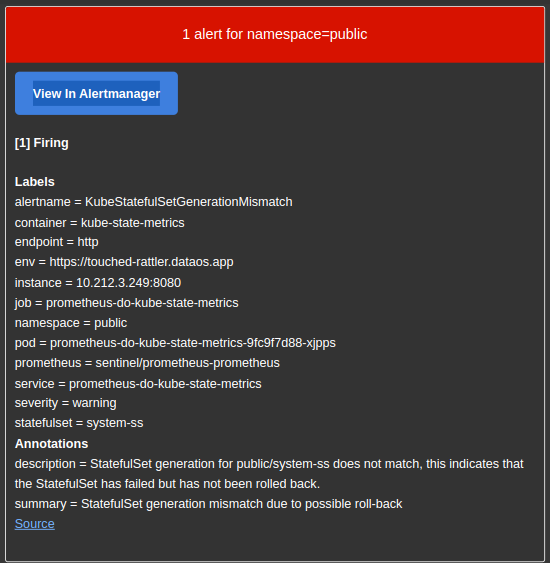 1 alert for namespace=public
View In Alertmanager
[1] Firing
Labels
alertname = KubeStatefulSetGenerationMismatch
container = kube-state-metrics
endpoint = http
env = https://touched-rattler.dataos.app
instance = 10.212.3.249:8080
job = prometheus-do-kube-state-metrics
namespace = public
pod = prometheus-do-kube-state-metrics-9fc9f7d88-xjpps
prometheus = sentinel/prometheus-prometheus
service = prometheus-do-kube-state-metrics
severity = warning
statefulset = system-ss
Annotations
description = StatefulSet generation for public/system-ss does not match, this indicates that
the StatefulSet has failed but has not been rolled back.
summary = StatefulSet generation mismatch due to possible roll-back
Source